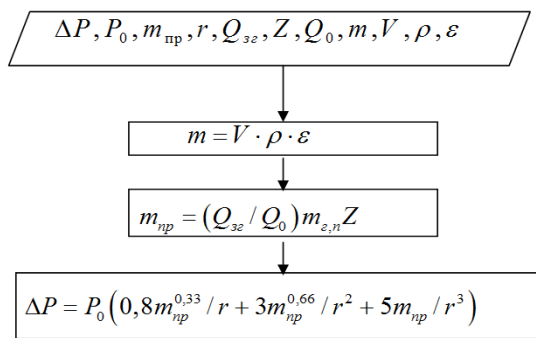 ΔP, P₀, m_пр, r, Q_зг, Z, Q₀, m, V, ρ, ε
m = V · ρ · ε
m_пр = (Q_зг / Q₀) m_г,п Z
ΔP = P₀ (0,8m_пр^0,33 / r + 3m_пр^0,66 / r² + 5m_пр / r³)